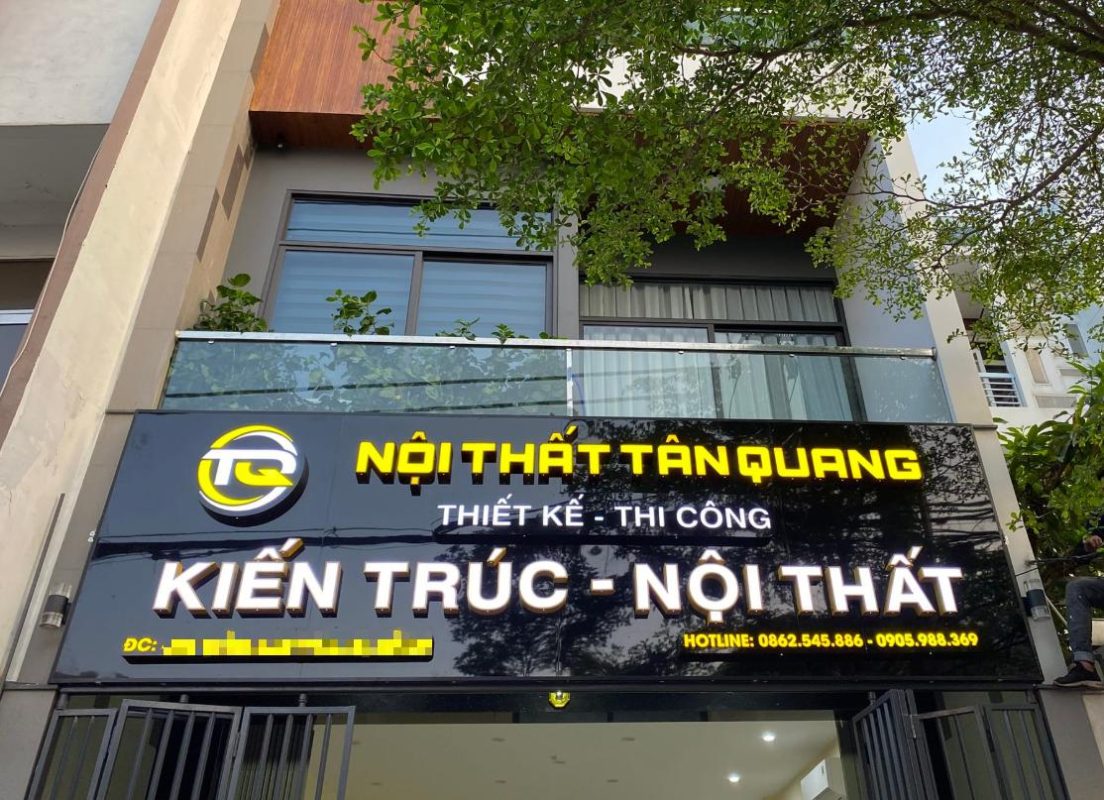 TQ
NỘI THẤT TÂN QUANG
THIẾT KẾ - THI CÔNG
KIẾN TRÚC - NỘI THẤT
ĐC:
HOTLINE: 0862.545.886 - 0905.988.369